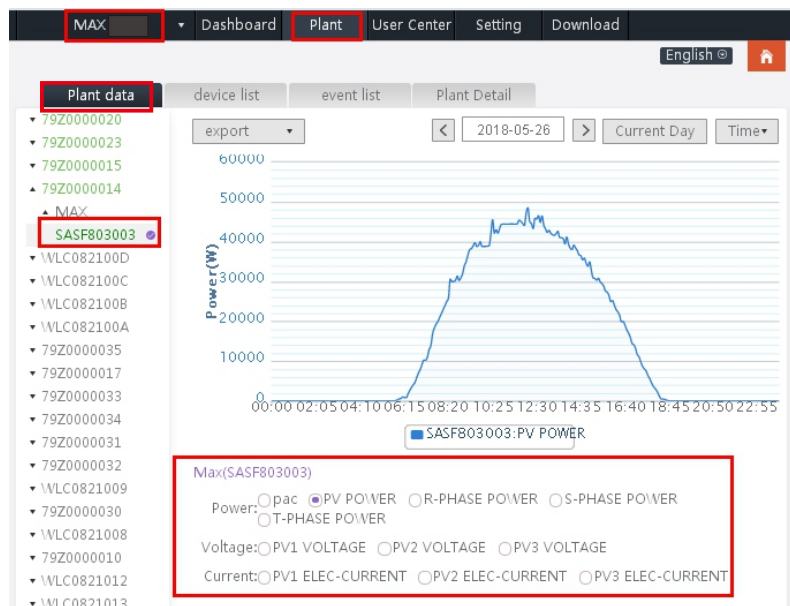 MAX Dashboard Plant User Center Setting Download
English
Plant data device list event list Plant Detail
79Z0000020
79Z0000023
79Z0000015
79Z0000014
MAX
SASF803003
WLC082100D
WLC082100C
WLC082100B
WLC082100A
79Z0000035
79Z0000017
79Z0000033
79Z0000034
79Z0000031
79Z0000032
WLC0821009
79Z0000030
WLC0821008
79Z0000010
WLC0821012
WLC0821013
export 2018-05-26 Current Day Time
Power(W)
60000
50000
40000
30000
20000
10000
0
00:00 02:05 04:10 06:15 08:20 10:25 12:30 14:35 16:40 18:45 20:50 22:55
SASF803003:PV POWER
Max(SASF803003)
Power: pac PV POWER R-PHASE POWER S-PHASE POWER
T-PHASE POWER
Voltage: PV1 VOLTAGE PV2 VOLTAGE PV3 VOLTAGE
Current: PV1 ELEC-CURRENT PV2 ELEC-CURRENT PV3 ELEC-CURRENT